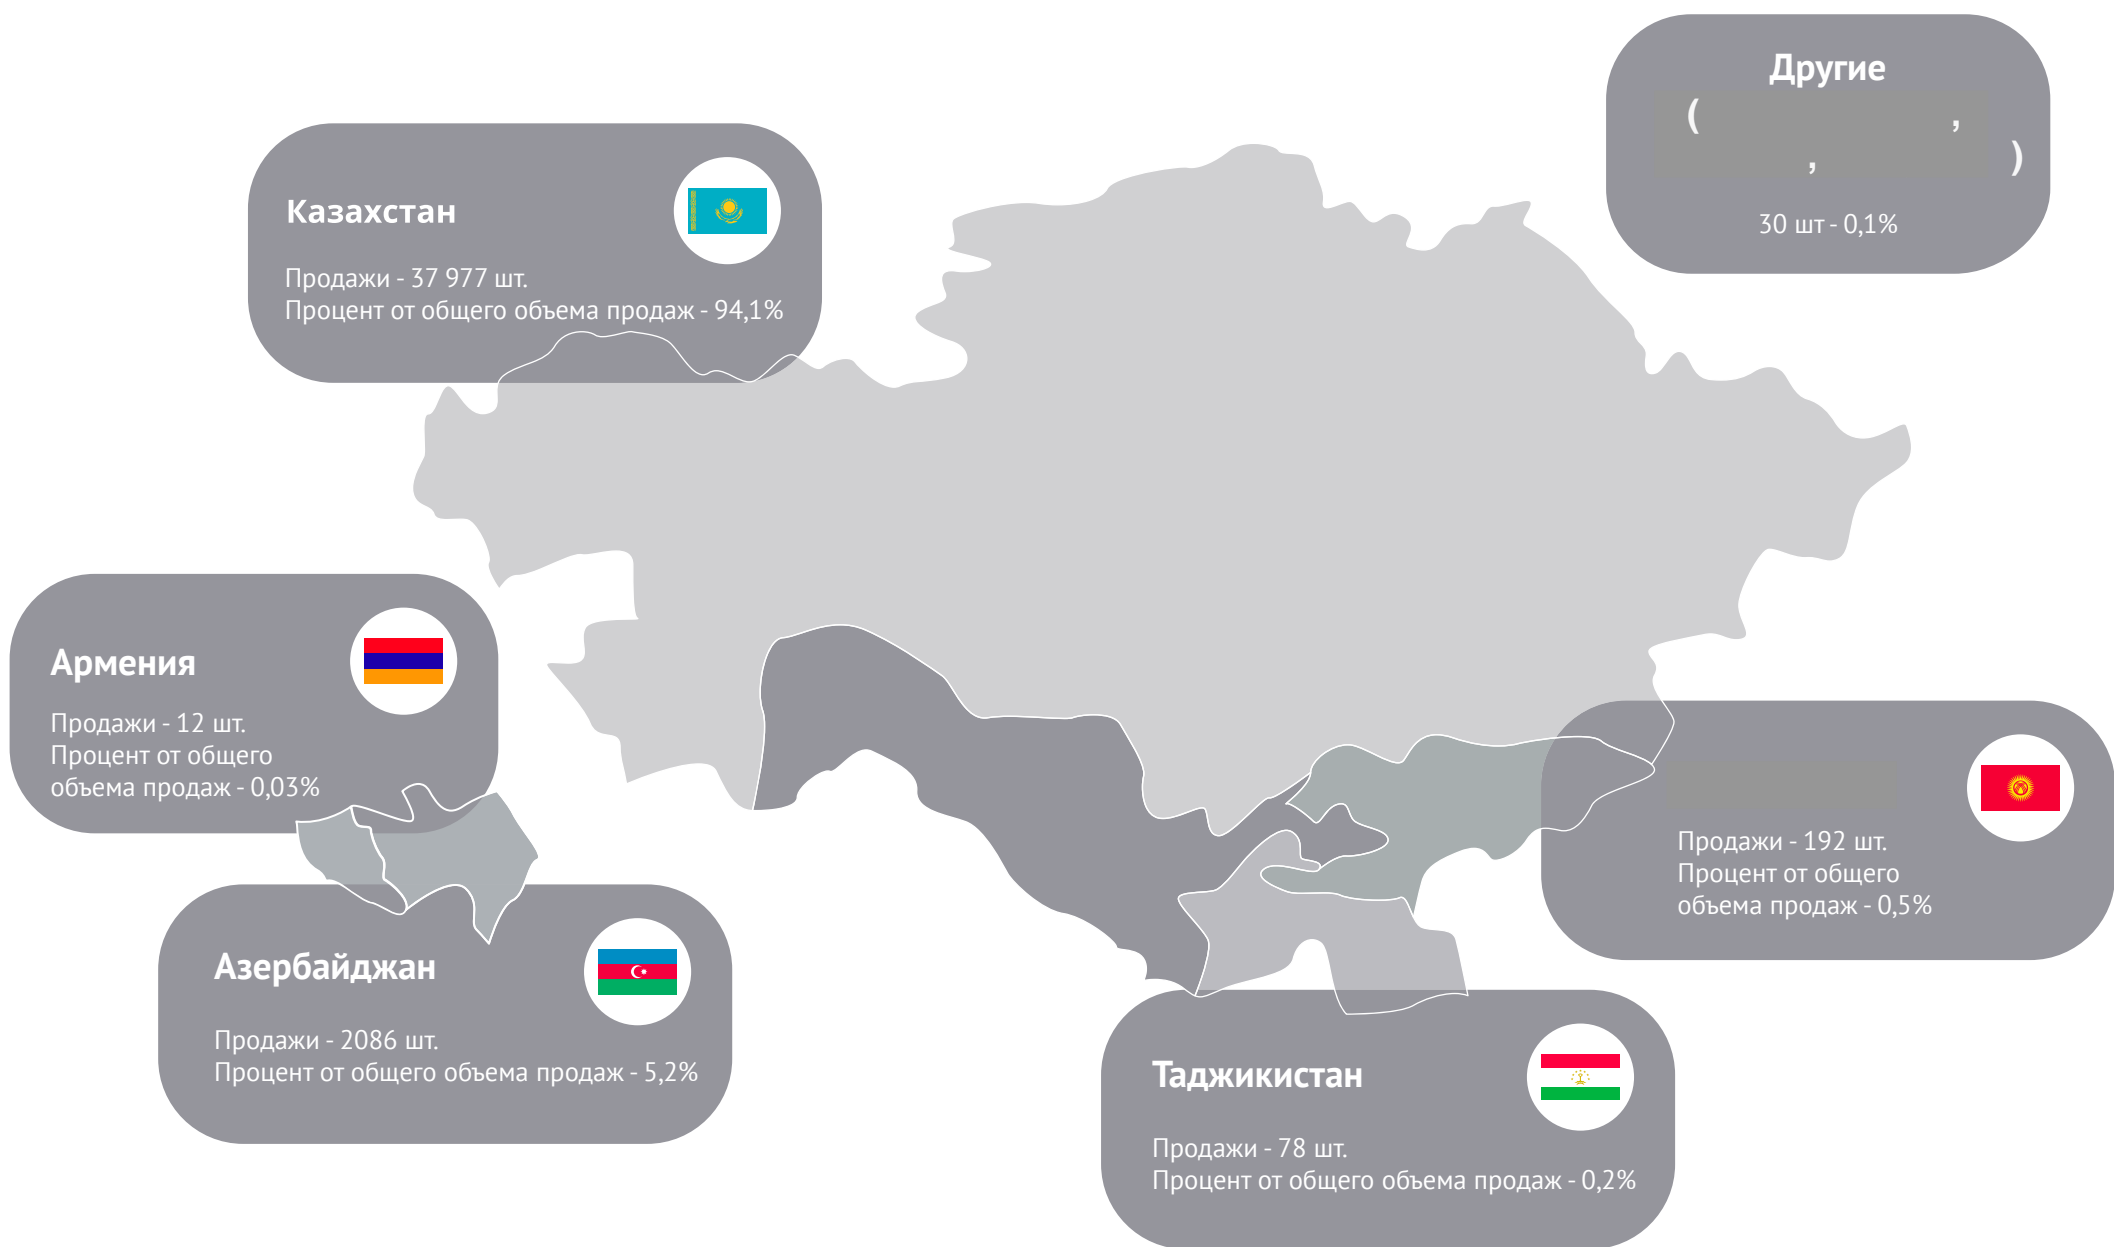 Другие
( ,
, )
30 шт - 0,1%
Казахстан
Продажи - 37 977 шт.
Процент от общего объема продаж - 94,1%
Армения
Продажи - 12 шт.
Процент от общего
объема продаж - 0,03%
Продажи - 192 шт.
Процент от общего
объема продаж - 0,5%
Азербайджан
Продажи - 2086 шт.
Процент от общего объема продаж - 5,2%
Таджикистан
Продажи - 78 шт.
Процент от общего объема продаж - 0,2%